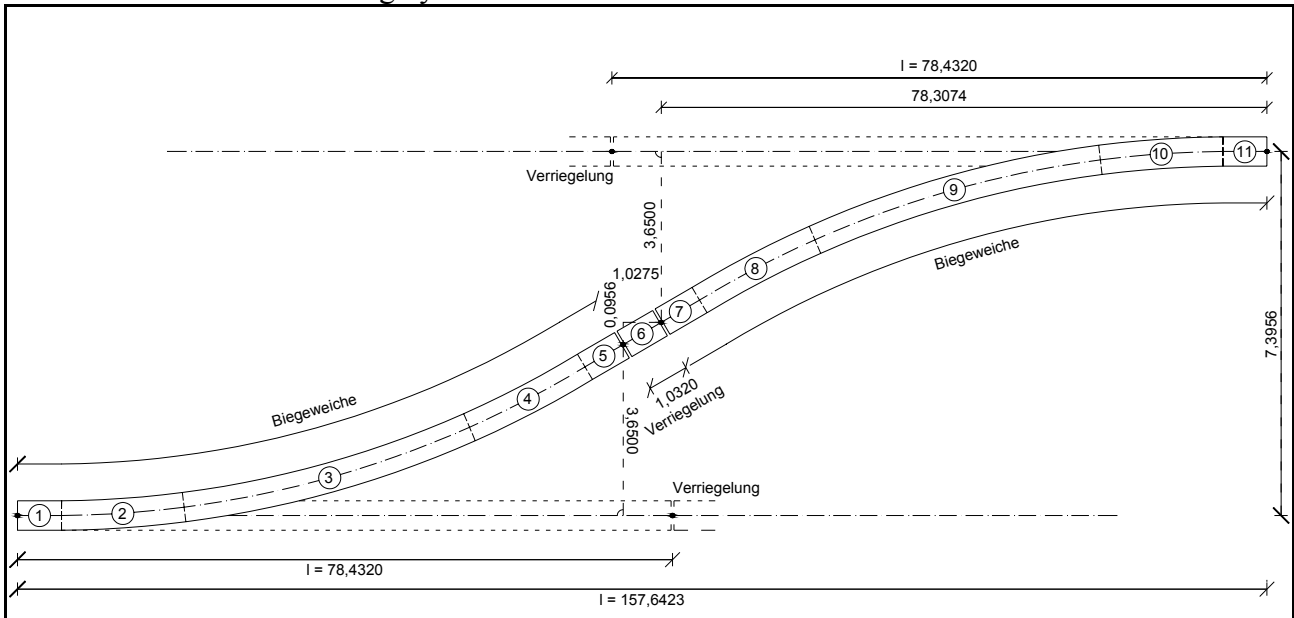 l = 78,4320
78,3074
10
11
Verriegelung
9
3,6500
Biegeweiche
8
1,0275
0,0956
7
6
7,3956
5
1,0320
Verriegelung
4
Biegeweiche
3,6500
3
Verriegelung
1
2
l = 78,4320
l = 157,6423